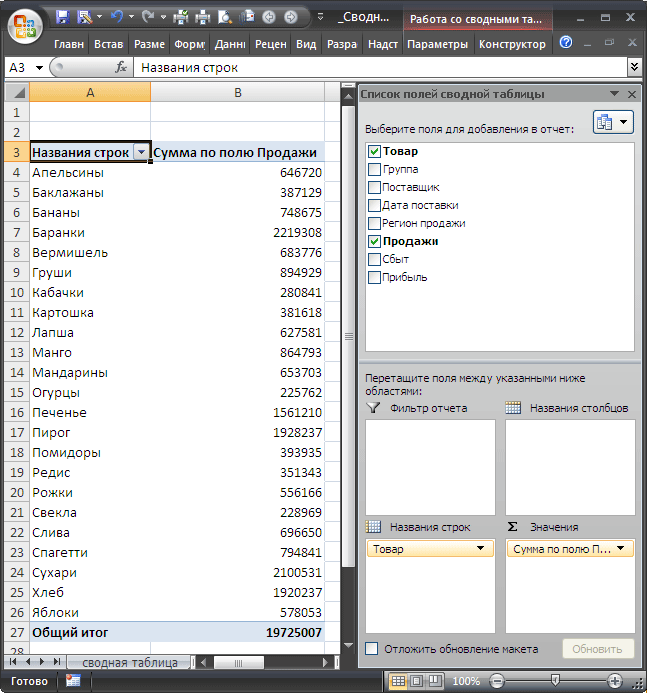 _Сводн... Работа со сводными та...
Главн Встав Разме Форму Данны Рецен Вид Разра Надст Параметры Конструктор
A3 fx Названия строк
A B
Список полей сводной таблицы
1
2
Выберите поля для добавления в отчет:
3 Названия строк Сумма по полю Продажи
4 Апельсины 646720
5 Баклажаны 387129
6 Бананы 748675
7 Баранки 2219308
8 Вермишель 683776
9 Груши 894929
10 Кабачки 280841
11 Картошка 381618
12 Лапша 627581
13 Манго 864793
14 Мандарины 653703
15 Огурцы 225762
16 Печенье 1561210
17 Пирог 1928237
18 Помидоры 393935
19 Редис 351343
20 Рожки 556166
21 Свекла 228969
22 Слива 696650
23 Спагетти 794841
24 Сухари 2100531
25 Хлеб 1920237
26 Яблоки 578053
27 Общий итог 19725007
28
Товар
Группа
Поставщик
Дата поставки
Регион продажи
Продажи
Сбыт
Прибыль
Перетащите поля между указанными ниже
областями:
Фильтр отчета Названия столбцов
Названия строк Σ Значения
Товар Сумма по полю П...
Отложить обновление макета Обновить
сводная таблица
Готово 100%